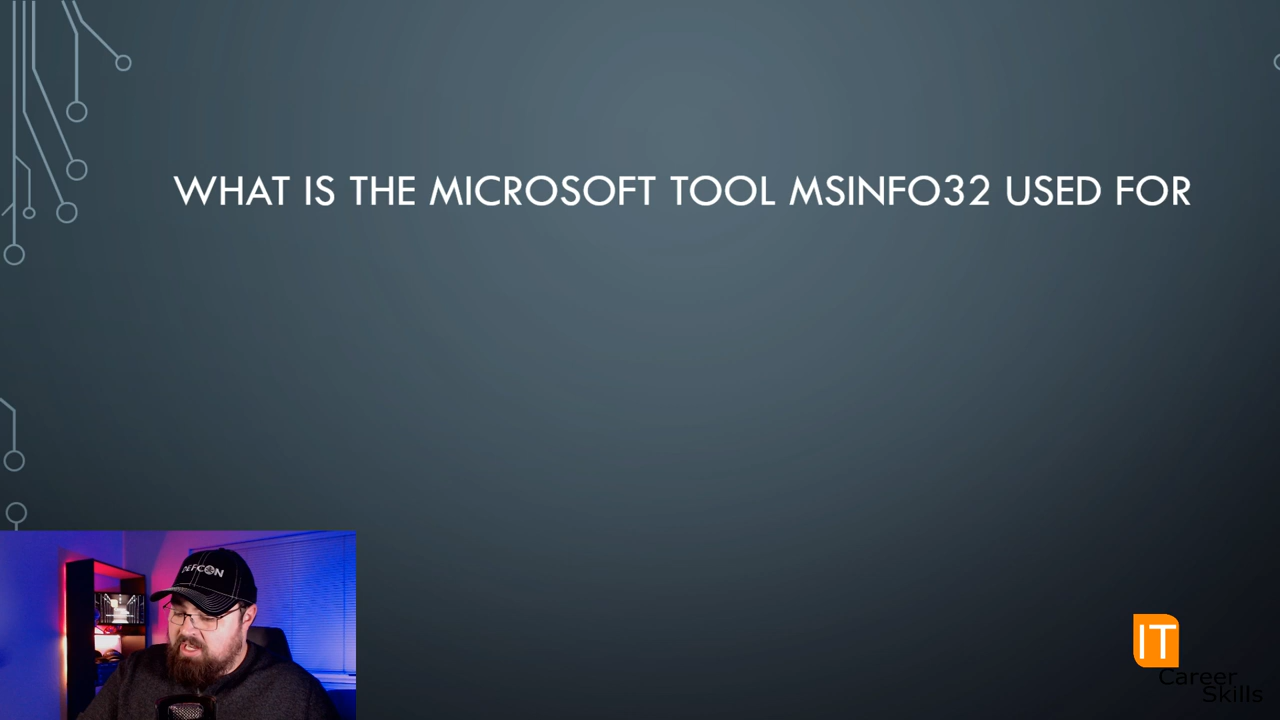 WHAT IS THE MICROSOFT TOOL MSINFO32 USED FOR
DEFCON
IT
Career
Skills